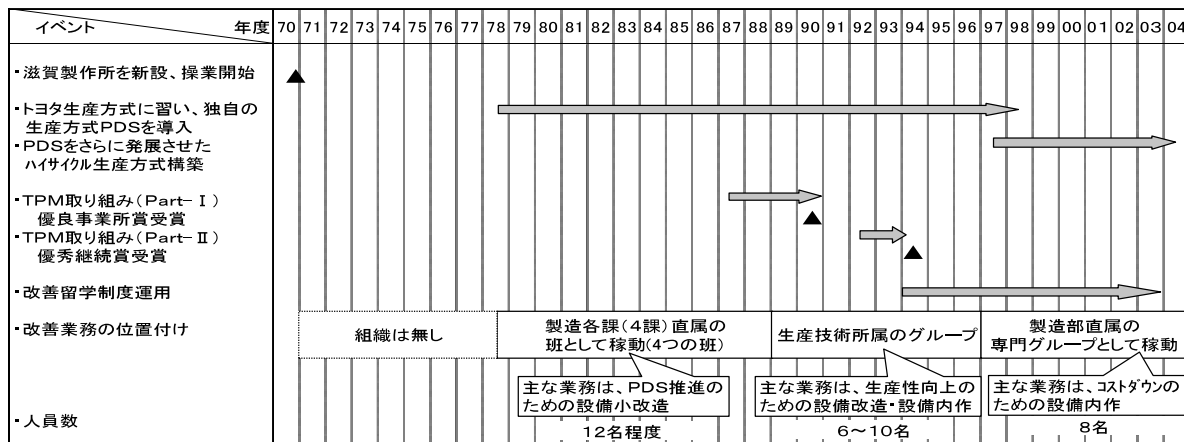 イベント 年度 70 71 72 73 74 75 76 77 78 79 80 81 82 83 84 85 86 87 88 89 90 91 92 93 94 95 96 97 98 99 00 01 02 03 04
・滋賀製作所を新設、操業開始
・トヨタ生産方式に習い、独自の
生産方式PDSを導入
・PDSをさらに発展させた
ハイサイクル生産方式構築
・TPM取り組み(Part-Ⅰ)
優良事業所賞受賞
・TPM取り組み(Part-Ⅱ)
優秀継続賞受賞
・改善留学制度運用
・改善業務の位置付け
組織は無し
製造各課(4課)直属の
班として稼動(4つの班)
生産技術所属のグループ
製造部直属の
専門グループとして稼動
主な業務は、PDS推進の
ための設備小改造
主な業務は、生産性向上の
ための設備改造・設備内作
主な業務は、コストダウンの
ための設備内作
・人員数
12名程度
6～10名
8名